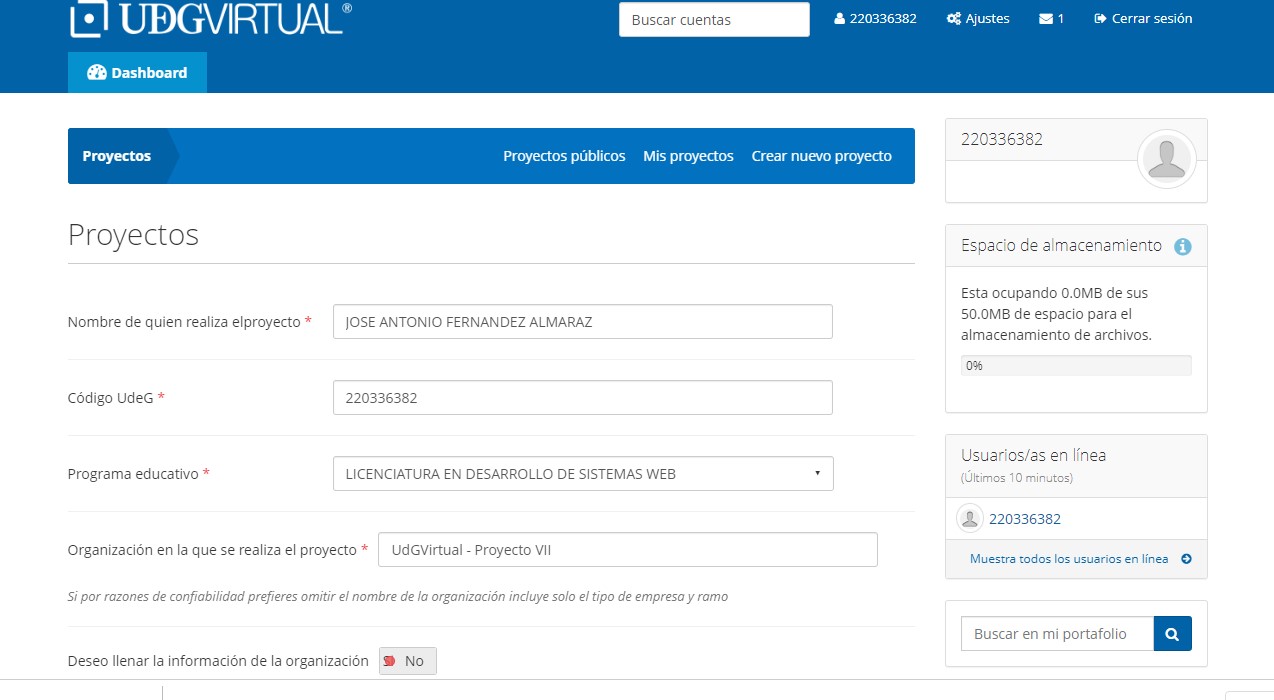 UDGVIRTUAL®
Buscar cuentas
220336382
Ajustes
1
Cerrar sesión
Dashboard
Proyectos
Proyectos públicos
Mis proyectos
Crear nuevo proyecto
Proyectos
Nombre de quien realiza elproyecto *
JOSE ANTONIO FERNANDEZ ALMARAZ
Código UdeG *
220336382
Programa educativo *
LICENCIATURA EN DESARROLLO DE SISTEMAS WEB
Organización en la que se realiza el proyecto *
UdGVirtual - Proyecto VII
Si por razones de confiabilidad prefieres omitir el nombre de la organización incluye solo el tipo de empresa y ramo
Deseo llenar la información de la organización
No
220336382
Espacio de almacenamiento
Esta ocupando 0.0MB de sus
50.0MB de espacio para el
almacenamiento de archivos.
0%
Usuarios/as en línea
(Últimos 10 minutos)
220336382
Muestra todos los usuarios en línea
Buscar en mi portafolio